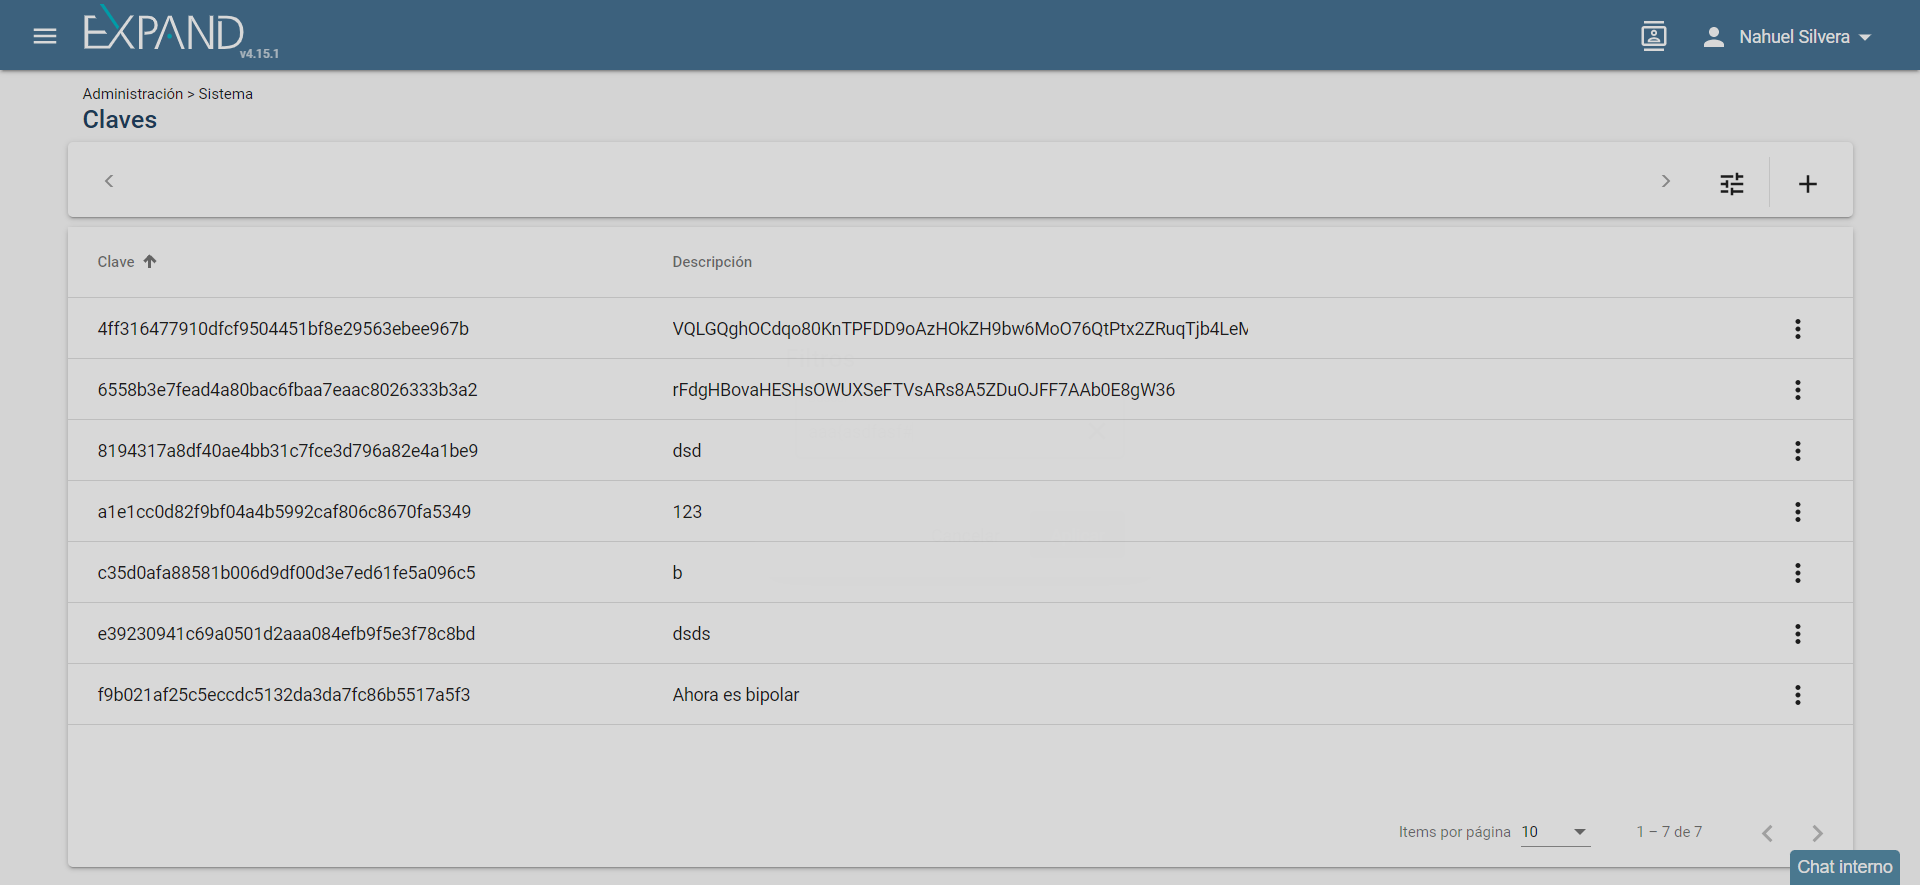 EXPAND
v4.15.1
Nahuel Silvera
Administración > Sistema
Claves
Clave Descripción
4ff316477910dfcf9504451bf8e29563ebee967b VQLGQghOCdqo80KnTPFDD9oAzHOkZH9bw6MoO76QtPtx2ZRuqTjb4LeM
6558b3e7fead4a80bac6fbaa7eaac8026333b3a2 rFdgHBovaHESHsOWUXSeFTVsARs8A5ZDuOJFF7AAb0E8gW36
8194317a8df40ae4bb31c7fce3d796a82e4a1be9 dsd
a1e1cc0d82f9bf04a4b5992caf806c8670fa5349 123
c35d0afa88581b006d9df00d3e7ed61fe5a096c5 b
e39230941c69a0501d2aaa084efb9f5e3f78c8bd dsds
f9b021af25c5eccdc5132da3da7fc86b5517a5f3 Ahora es bipolar
Items por página 10 1 – 7 de 7
Chat interno